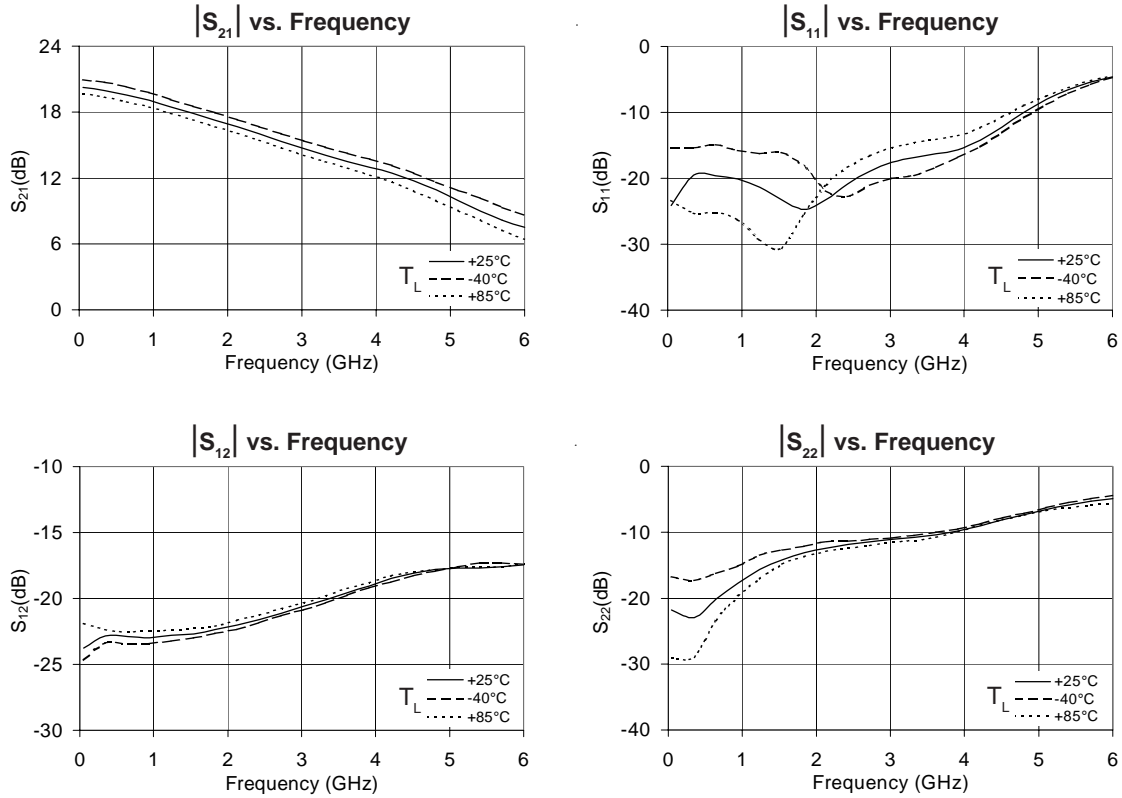 |S21| vs. Frequency
24
18
12
6
0
S21(dB)
0 1 2 3 4 5 6
Frequency (GHz)
TL
+25°C
-40°C
+85°C
|S11| vs. Frequency
0
-10
-20
-30
-40
S11(dB)
0 1 2 3 4 5 6
Frequency (GHz)
TL
+25°C
-40°C
+85°C
|S12| vs. Frequency
-10
-15
-20
-25
-30
S12(dB)
0 1 2 3 4 5 6
Frequency (GHz)
TL
+25°C
-40°C
+85°C
|S22| vs. Frequency
0
-10
-20
-30
-40
S22(dB)
0 1 2 3 4 5 6
Frequency (GHz)
TL
+25°C
-40°C
+85°C